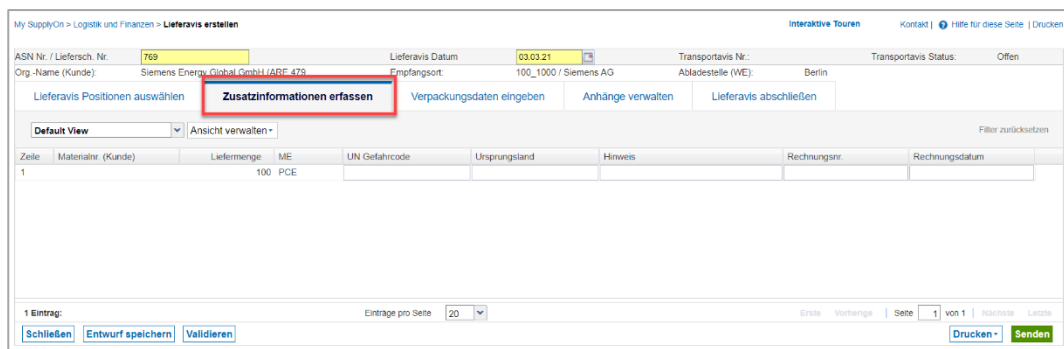 My SupplyOn > Logistik und Finanzen > Lieferavis erstellen Interaktive Touren Kontakt | Hilfe für diese Seite | Drucken
ASN Nr. / Liefersch. Nr. 769 Lieferavis Datum 03.03.21 Transportavis Nr.: Transportavis Status: Offen
Org.-Name (Kunde): Siemens Energy Global GmbH (ARE 479 Empfangsort: 100_1000 / Siemens AG Abladestelle (WE): Berlin
Lieferavis Positionen auswählen Zusatzinformationen erfassen Verpackungsdaten eingeben Anhänge verwalten Lieferavis abschließen
Default View Ansicht verwalten Filter zurücksetzen
Zeile Materialnr. (Kunde) Liefermenge ME UN Gefahrcode Ursprungsland Hinweis Rechnungsnr. Rechnungsdatum
1 100 PCE
1 Eintrag: Einträge pro Seite 20 Erste Vorherige | Seite 1 von 1 | Nächste Letzte
Schließen Entwurf speichern Validieren Drucken Senden